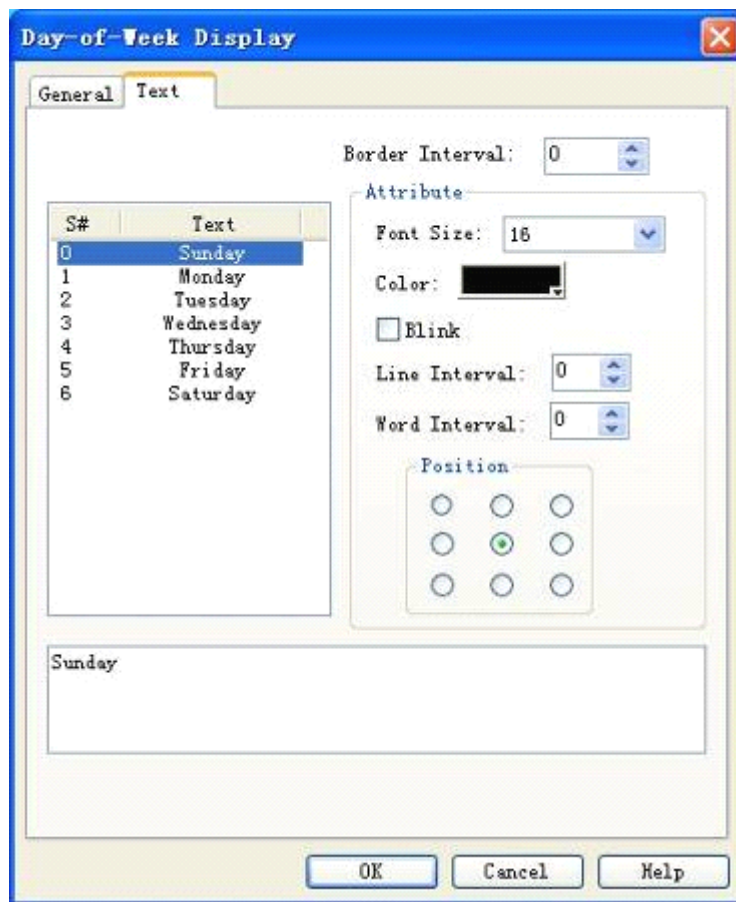 Day-of-Week Display
General Text
Border Interval: 0
Attribute
S# Text
0 Sunday
1 Monday
2 Tuesday
3 Wednesday
4 Thursday
5 Friday
6 Saturday
Font Size: 16
Color:
Blink
Line Interval: 0
Word Interval: 0
Position
Sunday
OK Cancel Help